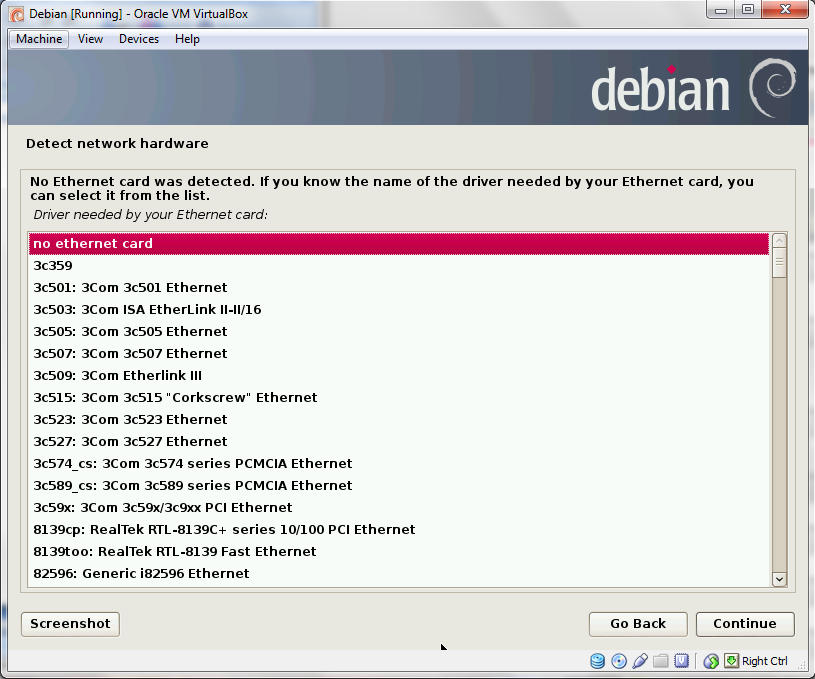 Debian [Running] - Oracle VM VirtualBox
Machine View Devices Help
debian
Detect network hardware
No Ethernet card was detected. If you know the name of the driver needed by your Ethernet card, you
can select it from the list.
Driver needed by your Ethernet card:
no ethernet card
3c359
3c501: 3Com 3c501 Ethernet
3c503: 3Com ISA EtherLink II-II/16
3c505: 3Com 3c505 Ethernet
3c507: 3Com 3c507 Ethernet
3c509: 3Com Etherlink III
3c515: 3Com 3c515 "Corkscrew" Ethernet
3c523: 3Com 3c523 Ethernet
3c527: 3Com 3c527 Ethernet
3c574_cs: 3Com 3c574 series PCMCIA Ethernet
3c589_cs: 3Com 3c589 series PCMCIA Ethernet
3c59x: 3Com 3c59x/3c9xx PCI Ethernet
8139cp: RealTek RTL-8139C+ series 10/100 PCI Ethernet
8139too: RealTek RTL-8139 Fast Ethernet
82596: Generic i82596 Ethernet
Screenshot Go Back Continue
Right Ctrl